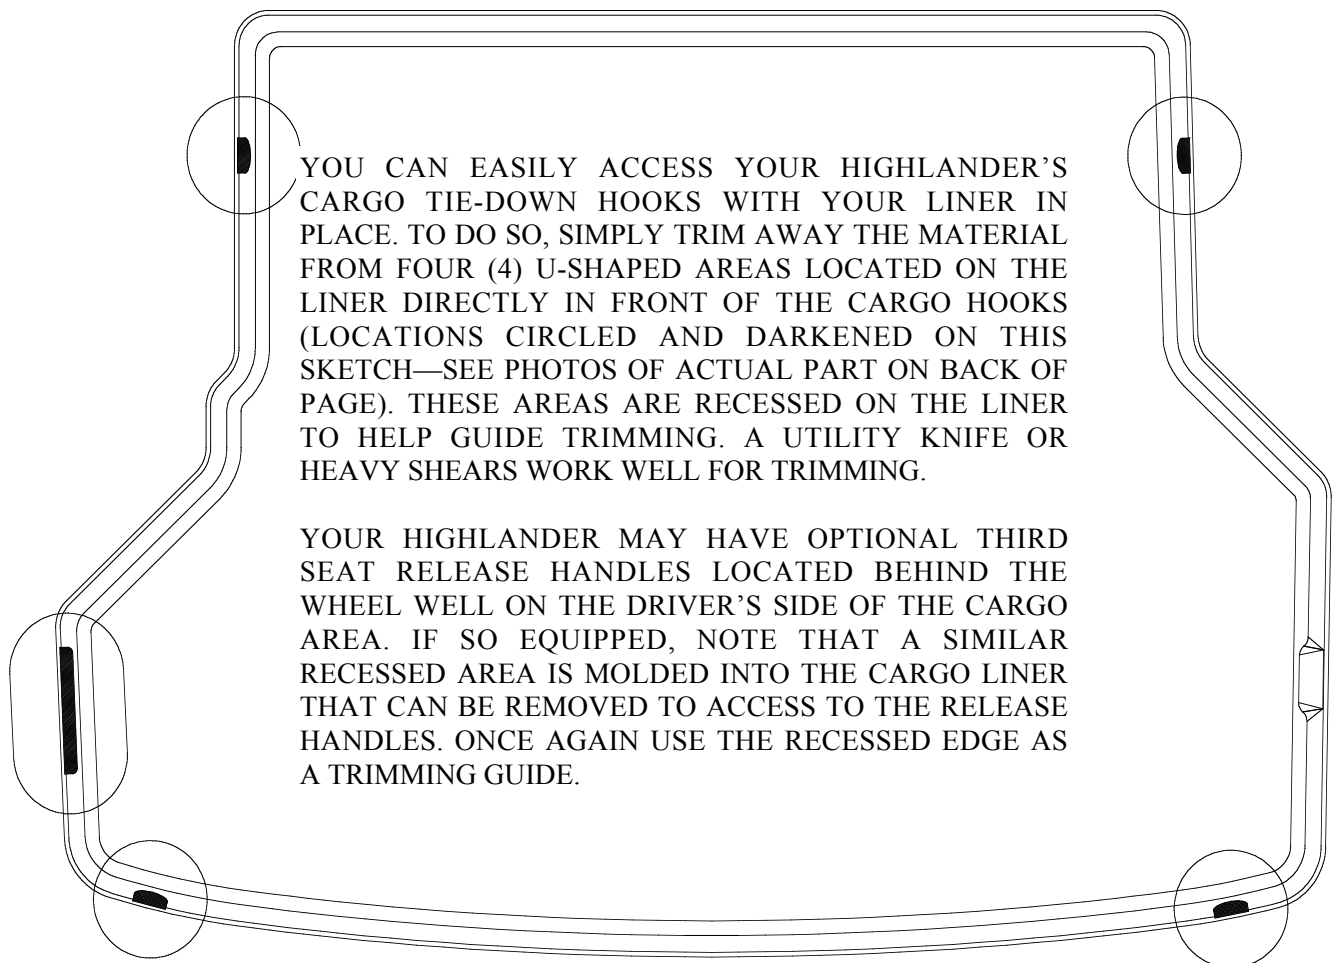 YOU CAN EASILY ACCESS YOUR HIGHLANDER’S
CARGO TIE-DOWN HOOKS WITH YOUR LINER IN
PLACE. TO DO SO, SIMPLY TRIM AWAY THE MATERIAL
FROM FOUR (4) U-SHAPED AREAS LOCATED ON THE
LINER DIRECTLY IN FRONT OF THE CARGO HOOKS
(LOCATIONS CIRCLED AND DARKENED ON THIS
SKETCH—SEE PHOTOS OF ACTUAL PART ON BACK OF
PAGE). THESE AREAS ARE RECESSED ON THE LINER
TO HELP GUIDE TRIMMING. A UTILITY KNIFE OR
HEAVY SHEARS WORK WELL FOR TRIMMING.
YOUR HIGHLANDER MAY HAVE OPTIONAL THIRD
SEAT RELEASE HANDLES LOCATED BEHIND THE
WHEEL WELL ON THE DRIVER’S SIDE OF THE CARGO
AREA. IF SO EQUIPPED, NOTE THAT A SIMILAR
RECESSED AREA IS MOLDED INTO THE CARGO LINER
THAT CAN BE REMOVED TO ACCESS TO THE RELEASE
HANDLES. ONCE AGAIN USE THE RECESSED EDGE AS
A TRIMMING GUIDE.